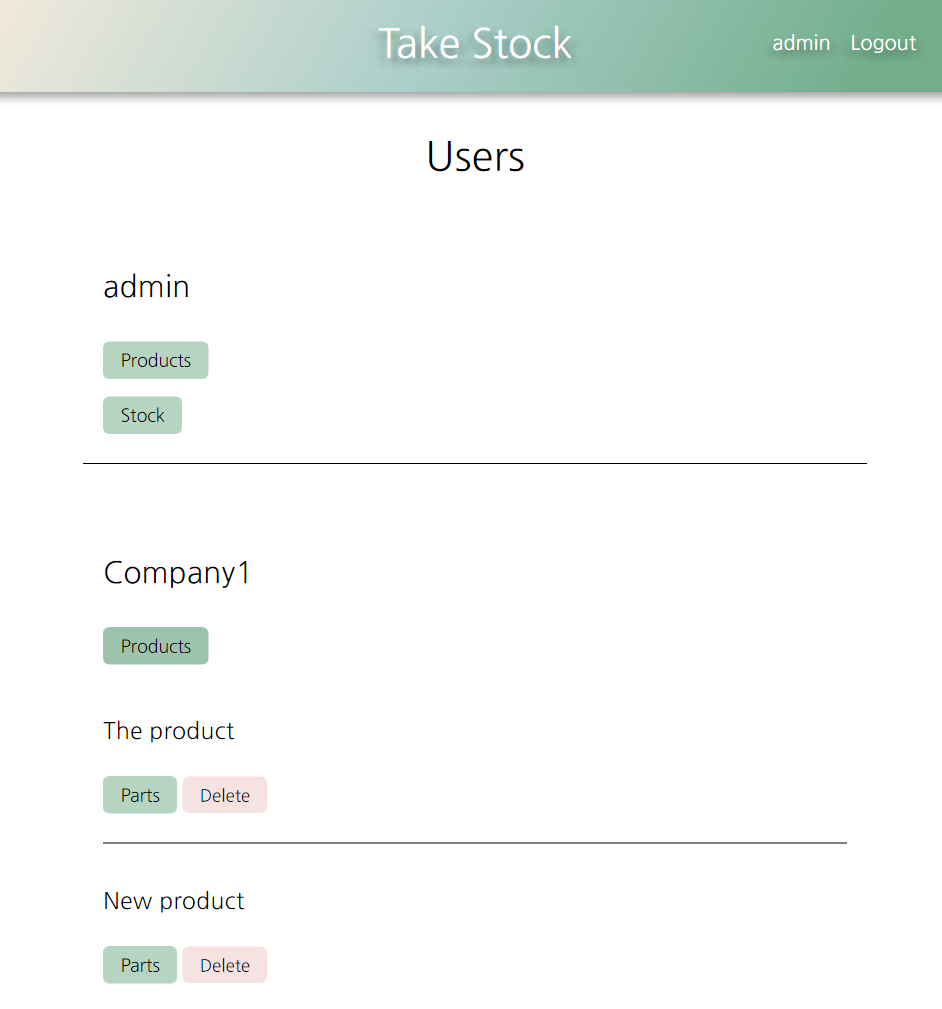 Take Stock
admin Logout
Users
admin
Products
Stock
Company1
Products
The product
Parts Delete
New product
Parts Delete